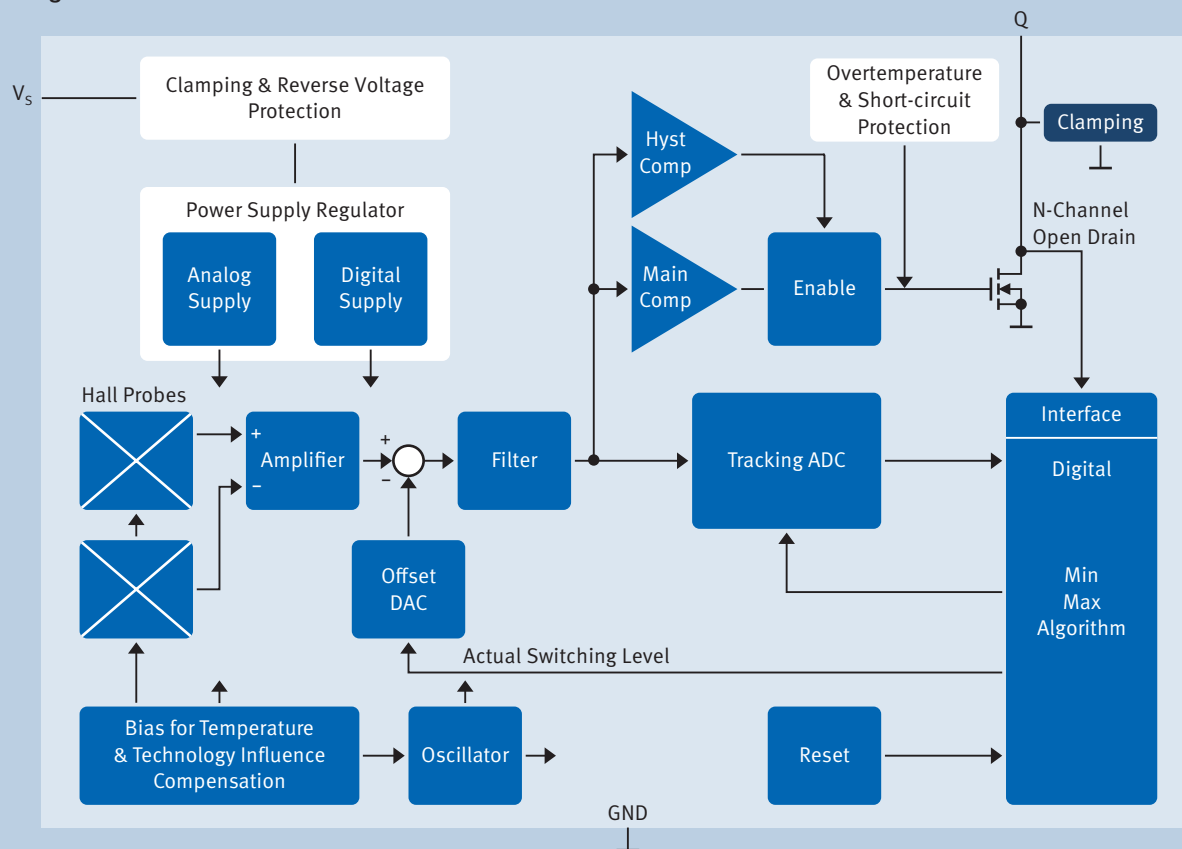 Q
V_S
Clamping & Reverse Voltage
Protection
Overtemperature
& Short-circuit
Protection
Clamping
Hyst
Comp
Power Supply Regulator
Analog
Supply
Digital
Supply
N-Channel
Open Drain
Main
Comp
Enable
Hall Probes
+
Amplifier
−
+
−
Filter
Tracking ADC
Interface
Digital
Min
Max
Algorithm
Offset
DAC
Actual Switching Level
Bias for Temperature
& Technology Influence
Compensation
Oscillator
Reset
GND